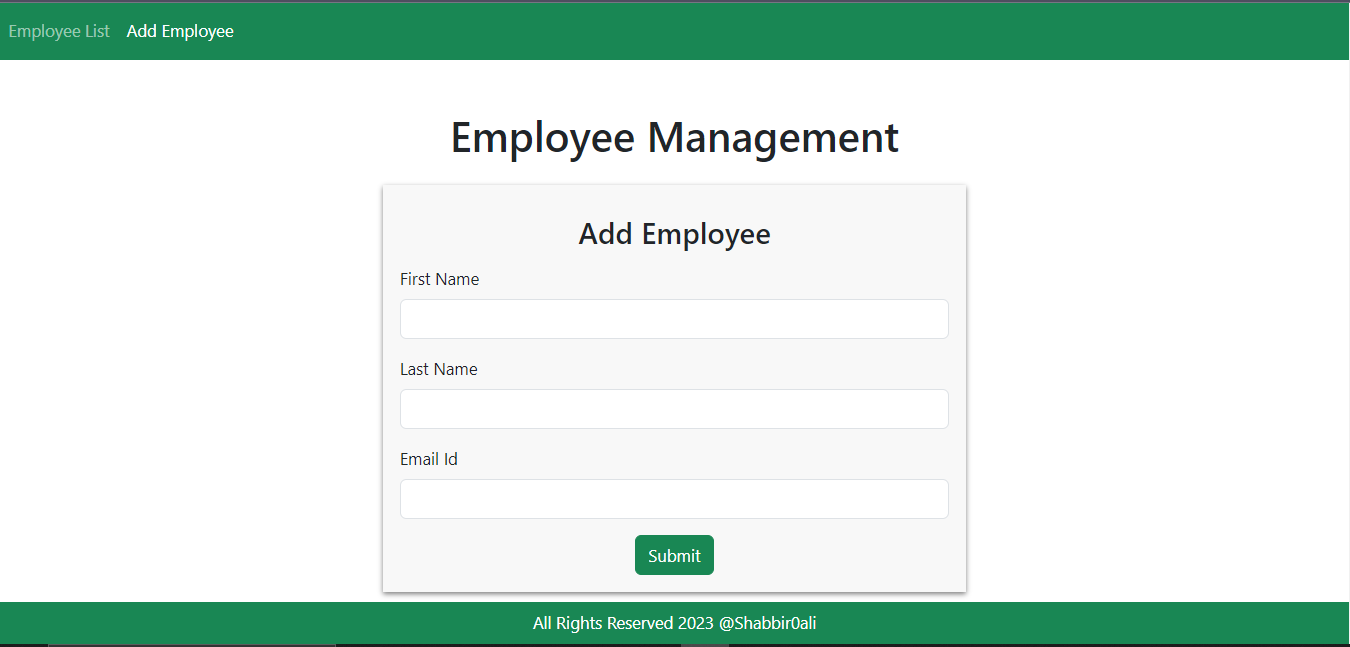 Employee List Add Employee
Employee Management
Add Employee
First Name
Last Name
Email Id
Submit
All Rights Reserved 2023 @Shabbir0ali